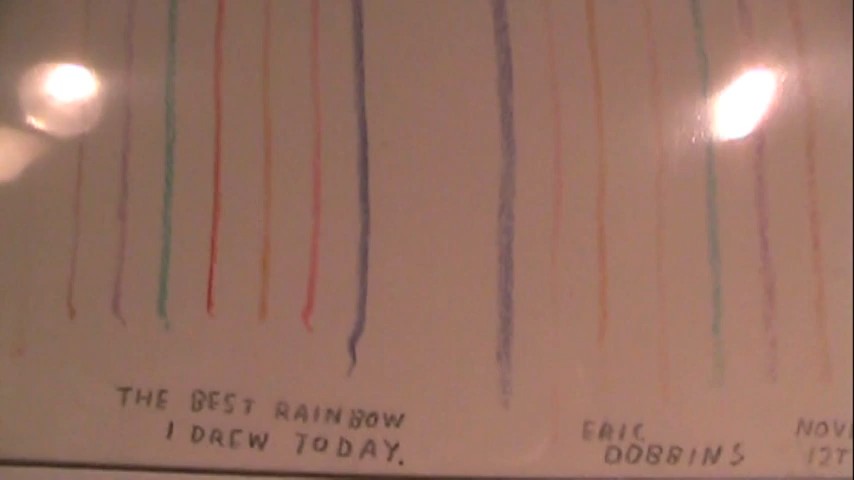 THE BEST RAINBOW
I DREW TODAY.
ERIC
DOBBINS